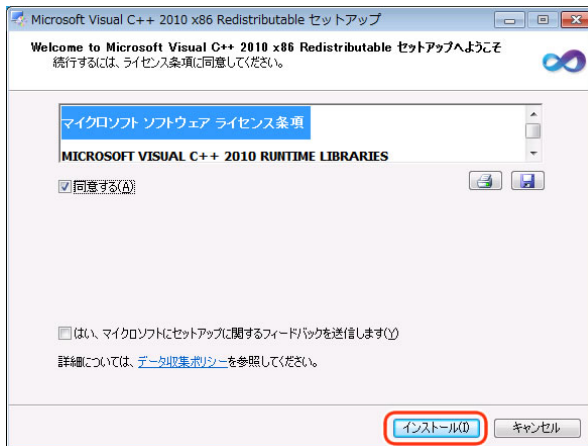 Microsoft Visual C++ 2010 x86 Redistributable セットアップ
Welcome to Microsoft Visual C++ 2010 x86 Redistributable セットアップへようこそ
続行するには、ライセンス条項に同意してください。
マイクロソフト ソフトウェア ライセンス条項
MICROSOFT VISUAL C++ 2010 RUNTIME LIBRARIES
同意する(A)
はい、マイクロソフトにセットアップに関するフィードバックを送信します(Y)
詳細については、データ収集ポリシーを参照してください。
インストール(I) キャンセル